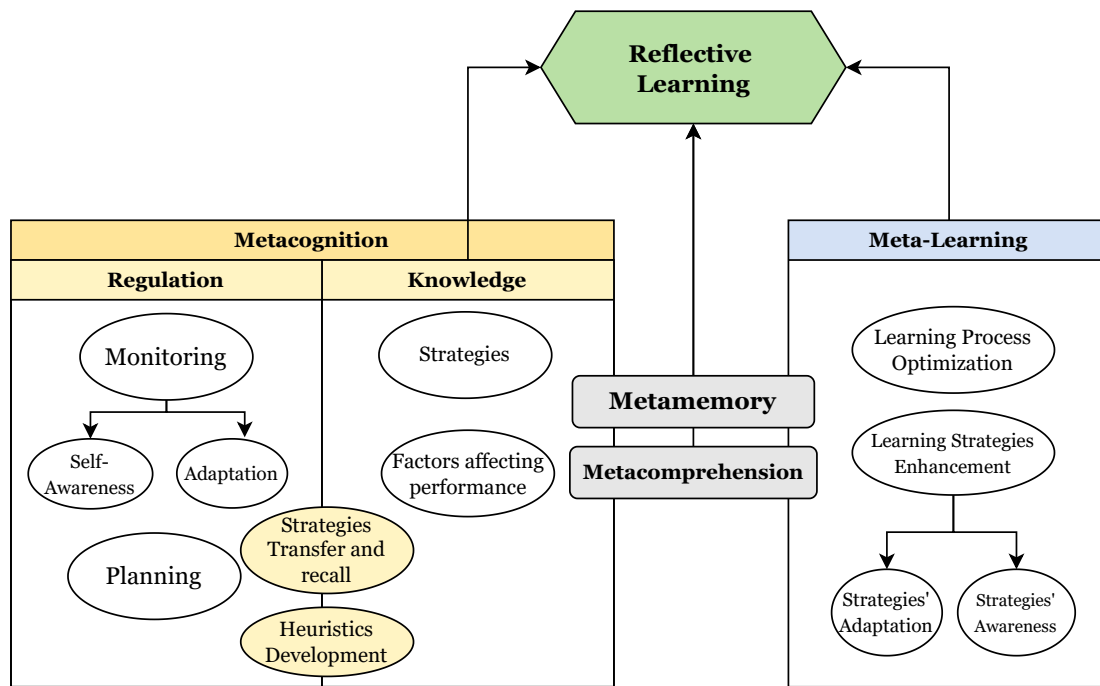 Reflective
Learning
Metacognition
Regulation
Knowledge
Monitoring
Self-
Awareness
Adaptation
Planning
Strategies
Factors affecting
performance
Strategies
Transfer and
recall
Heuristics
Development
Metamemory
Metacomprehension
Meta-Learning
Learning Process
Optimization
Learning Strategies
Enhancement
Strategies'
Adaptation
Strategies'
Awareness